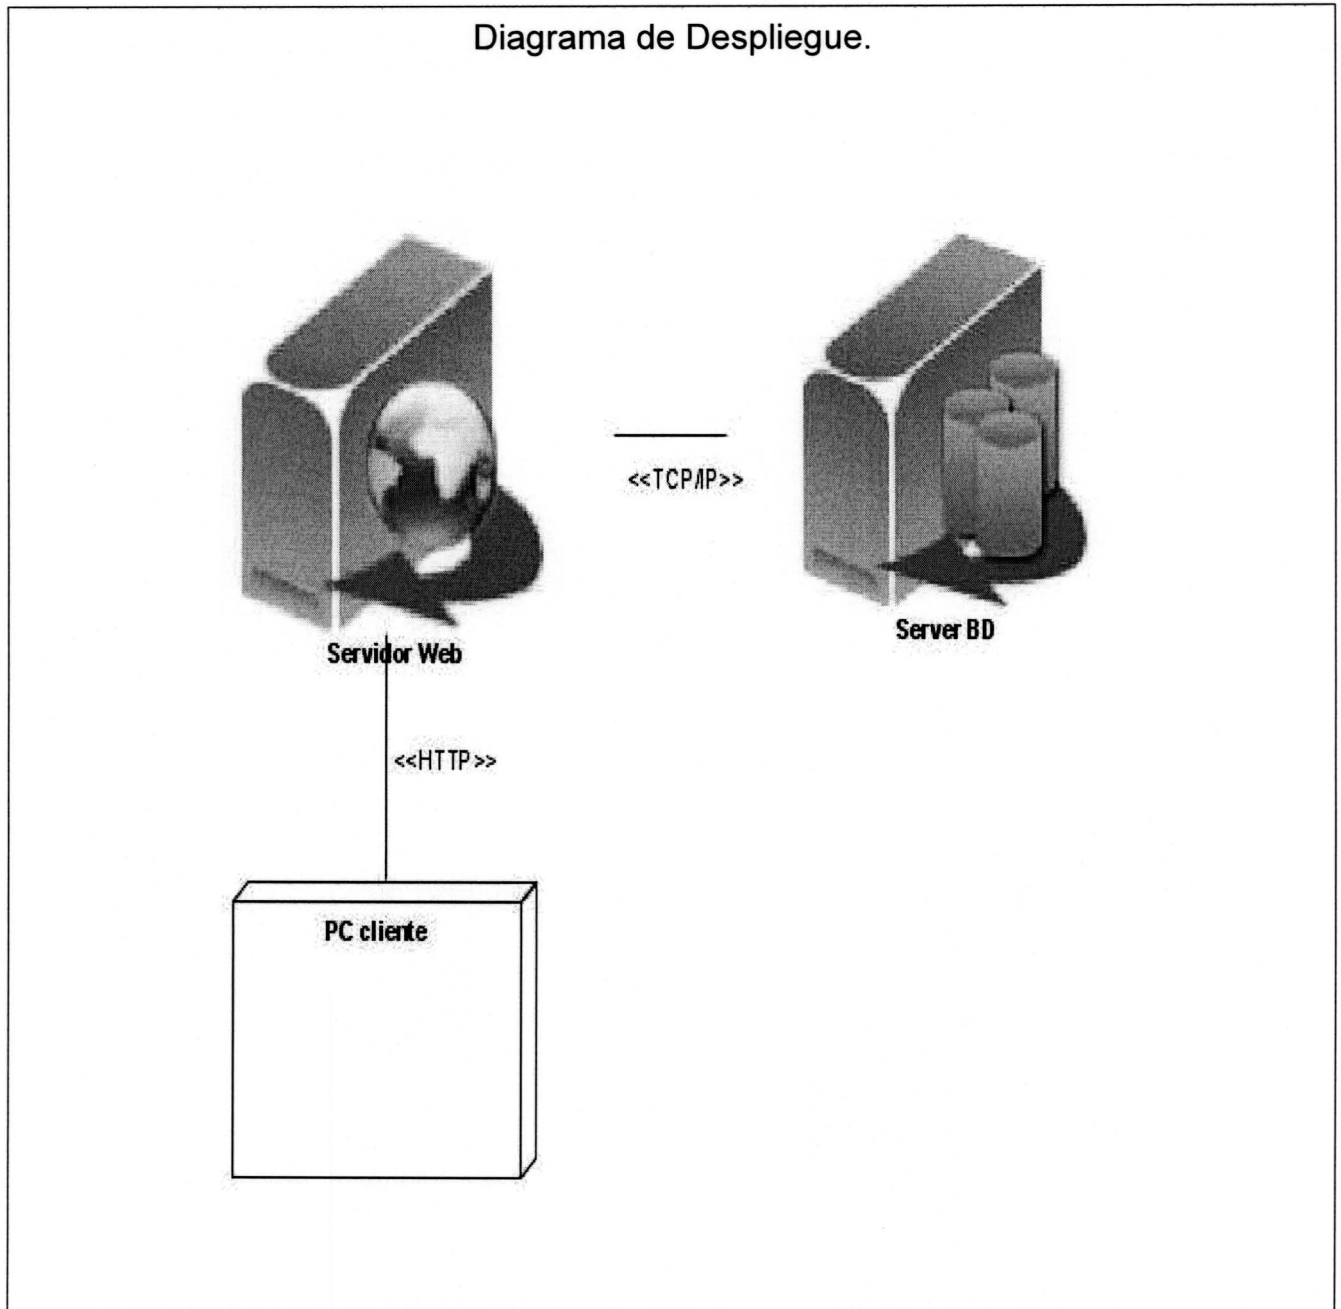 Diagrama de Despliegue.
<<TCP/IP>>
Server BD
Servidor Web
<<HTTP>>
PC cliente